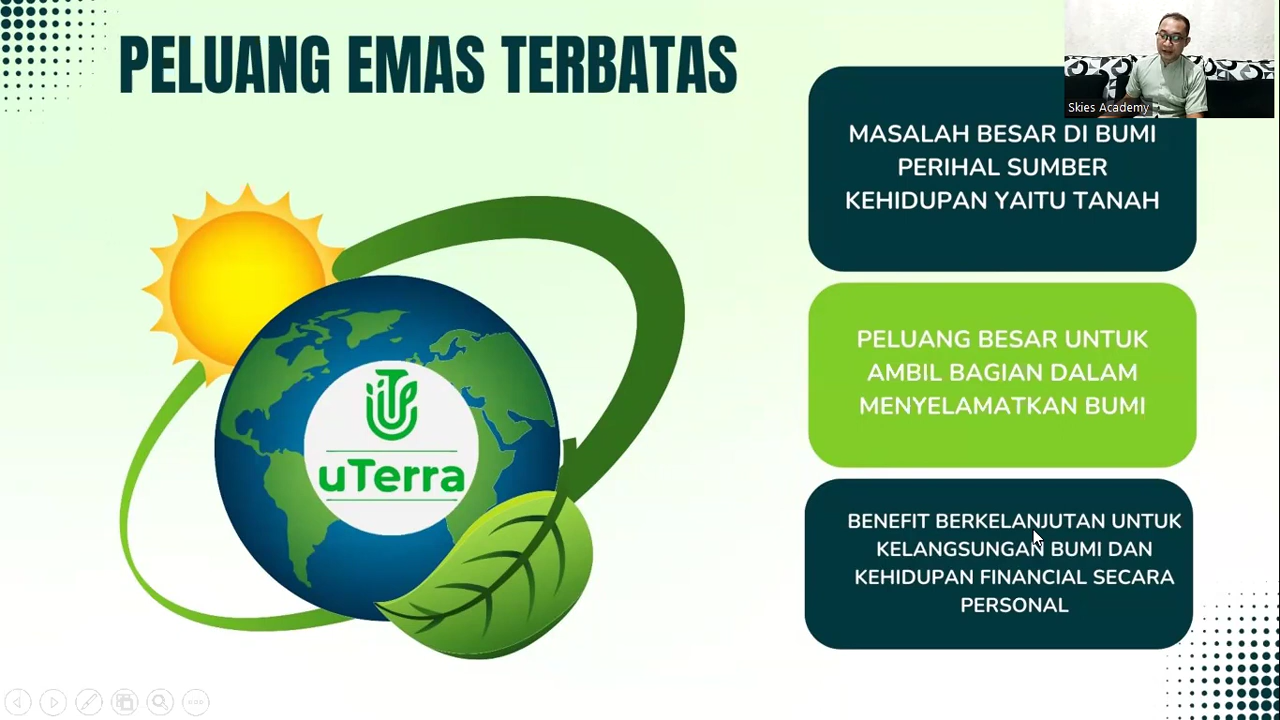 PELUANG EMAS TERBATAS
Skies Academy
MASALAH BESAR DI BUMI
PERIHAL SUMBER
KEHIDUPAN YAITU TANAH
PELUANG BESAR UNTUK
AMBIL BAGIAN DALAM
MENYELAMATKAN BUMI
uTerra
BENEFIT BERKELANJUTAN UNTUK
KELANGSUNGAN BUMI DAN
KEHIDUPAN FINANCIAL SECARA
PERSONAL